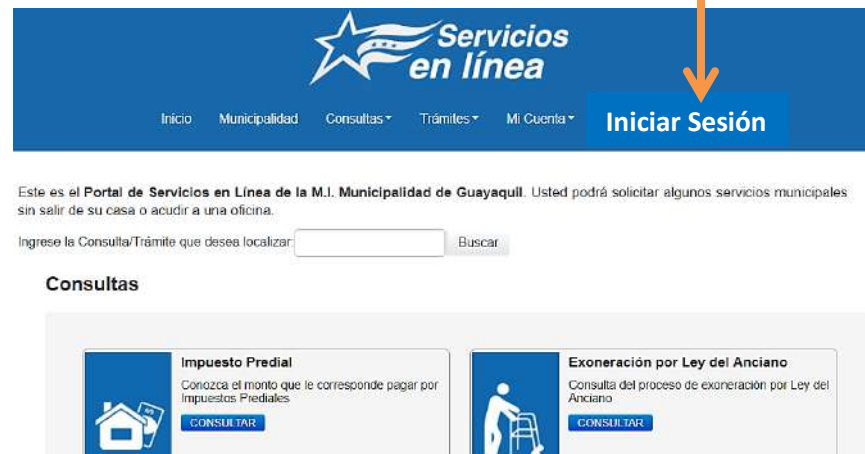 Servicios
en línea
Inicio Municipalidad Consultas Trámites Mi Cuenta Iniciar Sesión
Este es el Portal de Servicios en Línea de la M.I. Municipalidad de Guayaquil. Usted podrá solicitar algunos servicios municipales
sin salir de su casa o acudir a una oficina.
Ingrese la Consulta/Trámite que desea localizar: Buscar
Consultas
Impuesto Predial
Conozca el monto que le corresponde pagar por
Impuestos Prediales
CONSULTAR
Exoneración por Ley del Anciano
Consulta del proceso de exoneración por Ley del
Anciano
CONSULTAR